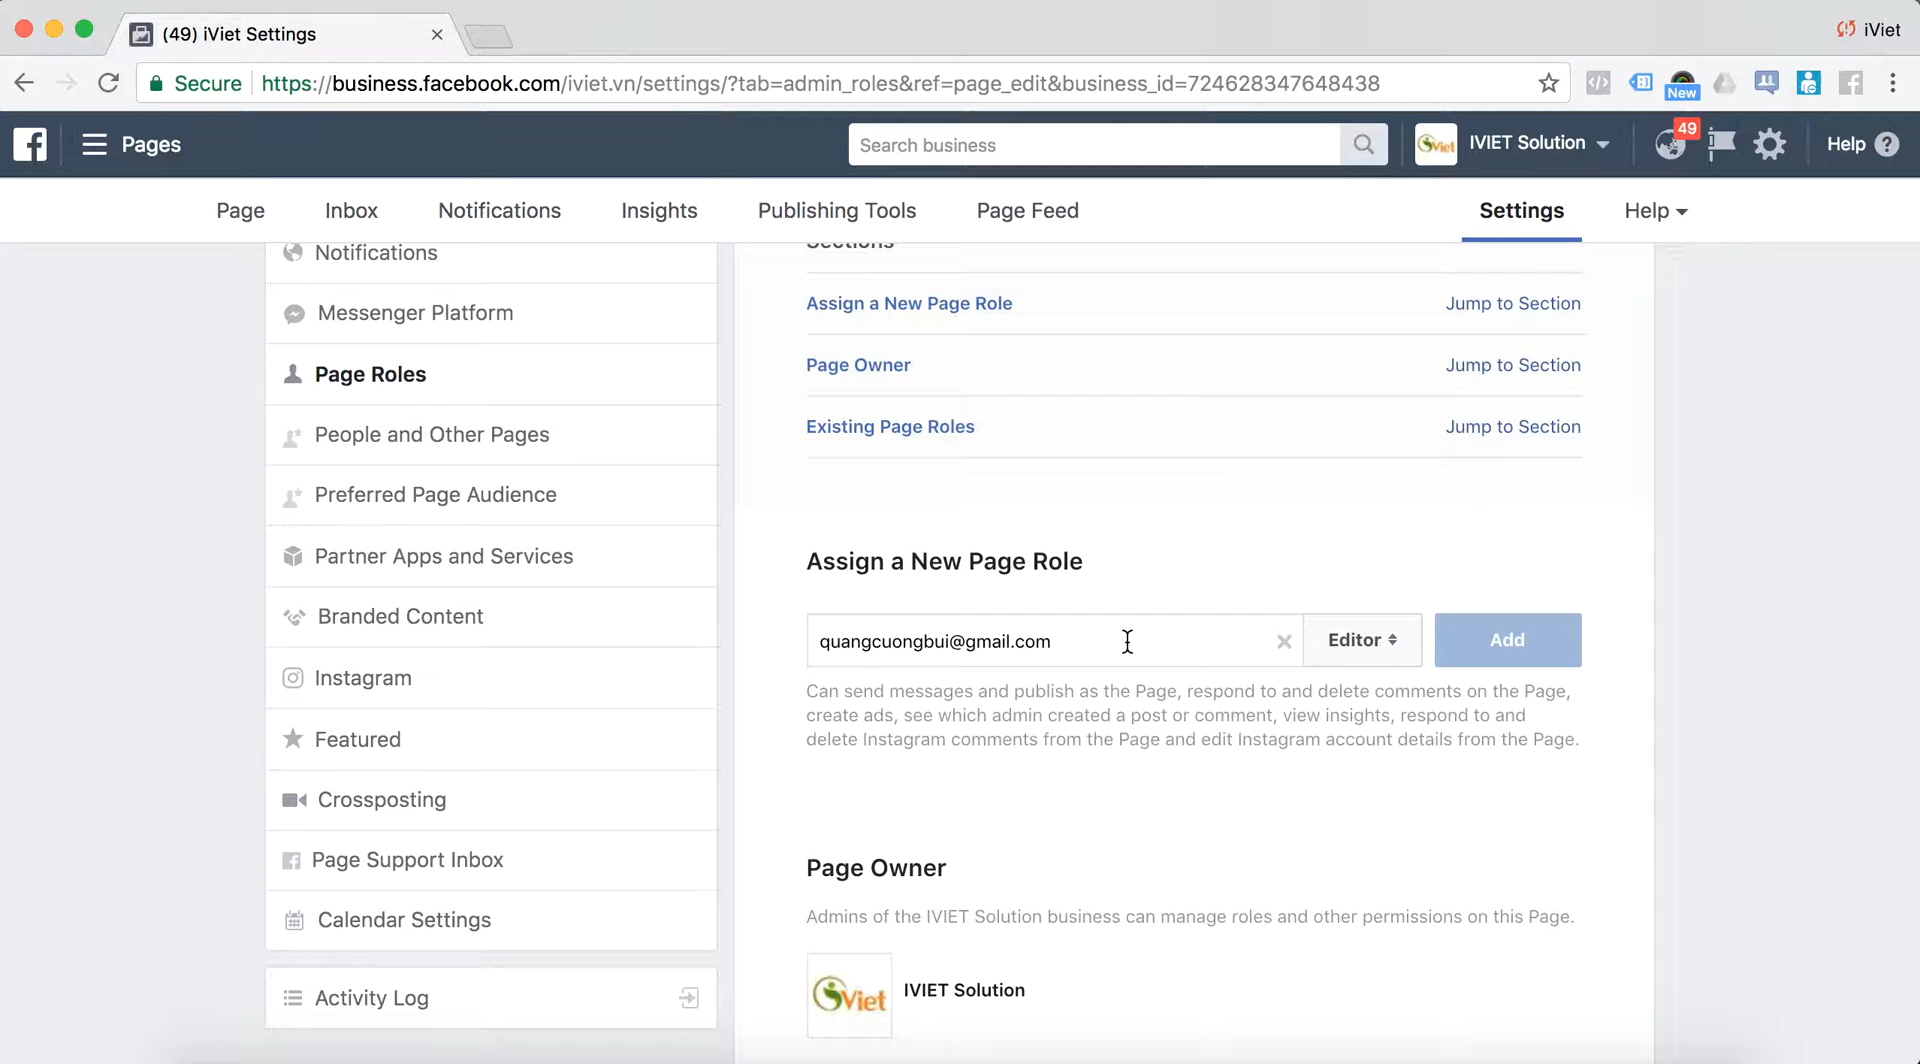 (49) iViet Settings
iViet
Secure
https://business.facebook.com/iviet.vn/settings/?tab=admin_roles&ref=page_edit&business_id=724628347648438
New
Pages
Search business
Sviet
IVIET Solution
49
Help
Page
Inbox
Notifications
Insights
Publishing Tools
Page Feed
Settings
Help
Notifications
Messenger Platform
Page Roles
People and Other Pages
Preferred Page Audience
Partner Apps and Services
Branded Content
Instagram
Featured
Crossposting
Page Support Inbox
Calendar Settings
Activity Log
Sections
Assign a New Page Role
Jump to Section
Page Owner
Jump to Section
Existing Page Roles
Jump to Section
Assign a New Page Role
quangcuongbui@gmail.com
Editor
Add
Can send messages and publish as the Page, respond to and delete comments on the Page,
create ads, see which admin created a post or comment, view insights, respond to and
delete Instagram comments from the Page and edit Instagram account details from the Page.
Page Owner
Admins of the IVIET Solution business can manage roles and other permissions on this Page.
SViet
IVIET Solution